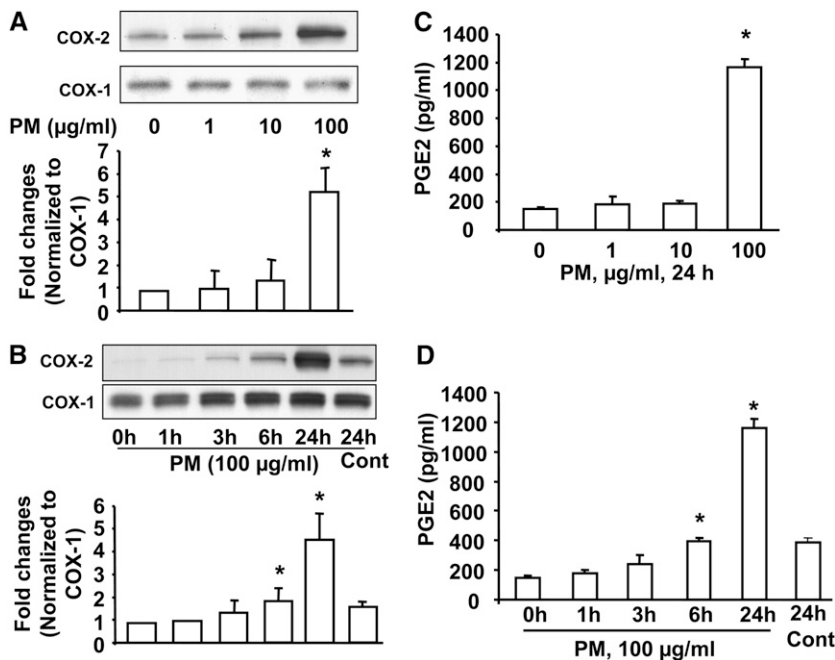 A
COX-2
COX-1
PM (µg/ml) 0 1 10 100
Fold changes
(Normalized to
COX-1)
7
6
5
4
3
2
1
0
*
B
COX-2
COX-1
0h 1h 3h 6h 24h 24h
PM (100 µg/ml) Cont
Fold changes
(Normalized to
COX-1)
6
5
4
2
1
0
* *
C
PGE2 (pg/ml)
1400
1200
1000
800
600
400
200
0
*
0 1 10 100
PM, µg/ml, 24 h
D
PGE2 (pg/ml)
1400
1200
1000
800
600
400
200
0
* *
0h 1h 3h 6h 24h 24h
PM, 100 µg/ml Cont